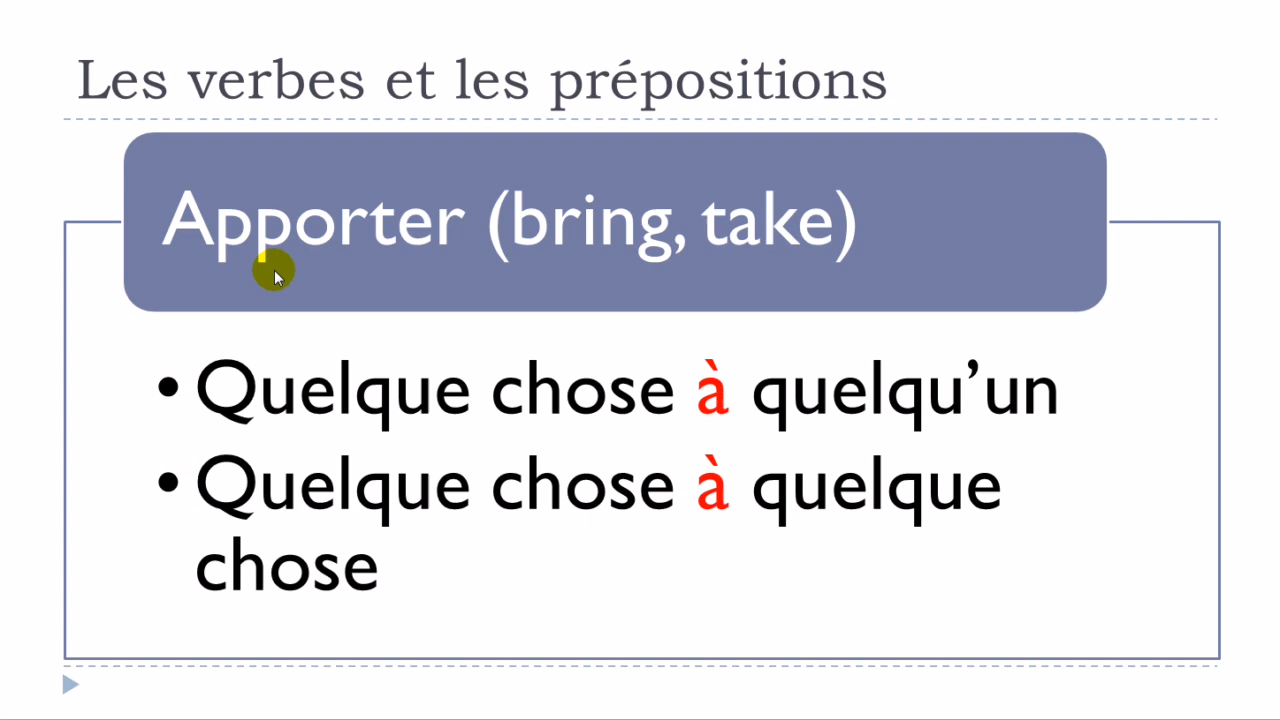 Les verbes et les prépositions
Apporter (bring, take)
• Quelque chose à quelqu’un
• Quelque chose à quelque
chose